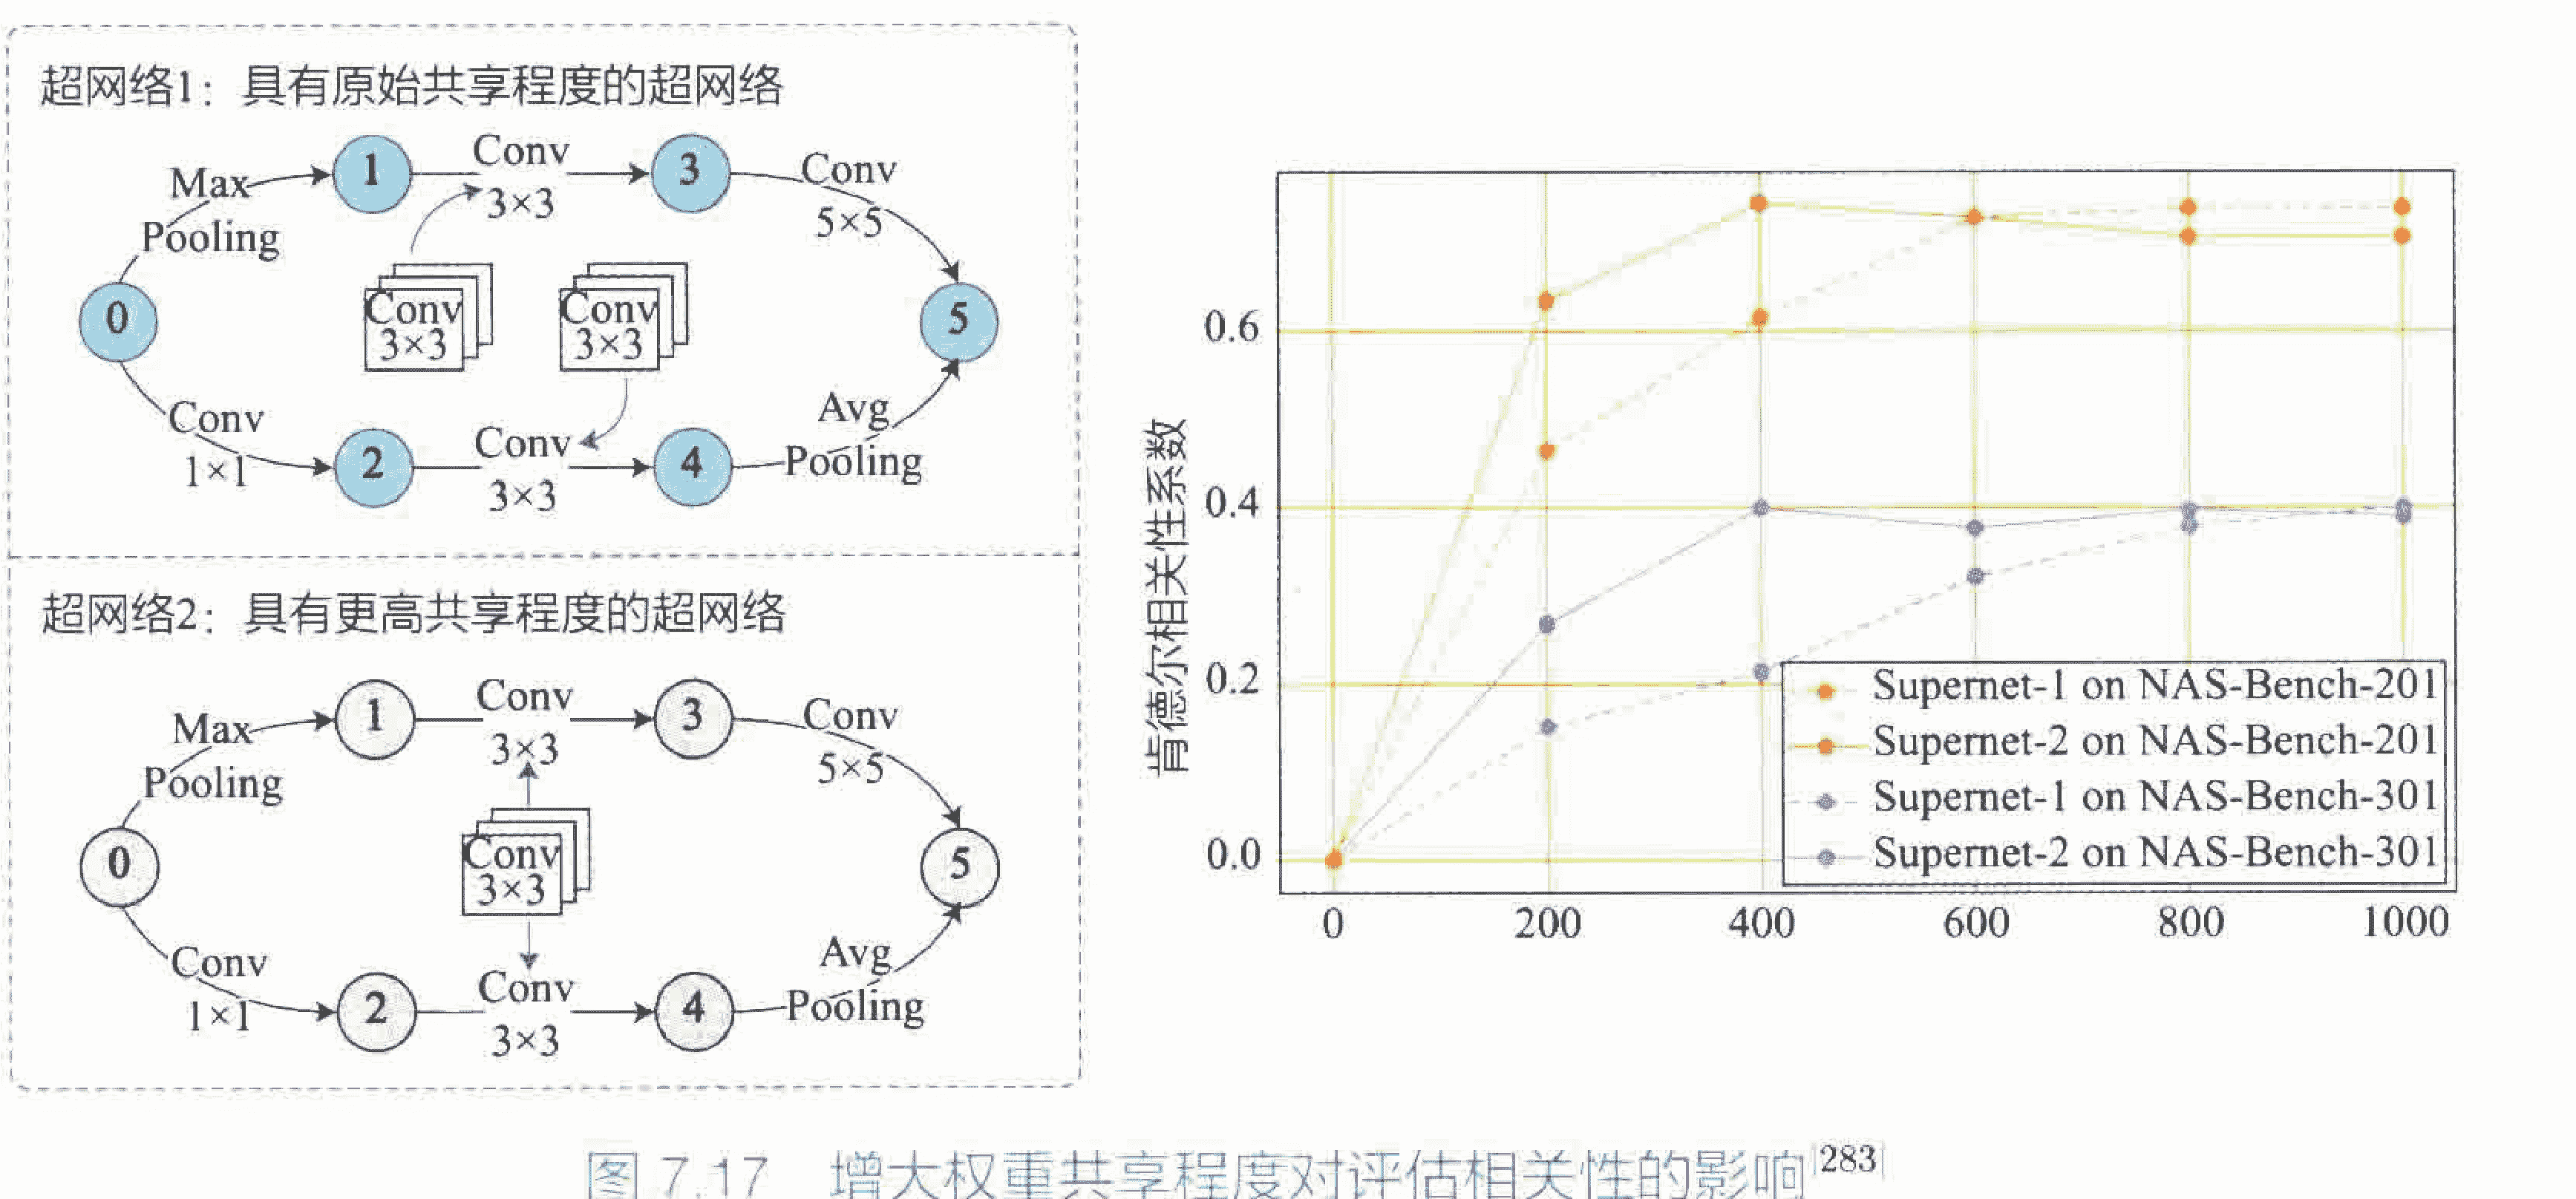 超网络1：具有原始共享程度的超网络
Max
Pooling
1
Conv
3×3
3
Conv
5×5
0
Conv
3×3
Conv
3×3
5
Conv
1×1
2
Conv
3×3
4
Avg
Pooling
超网络2：具有更高共享程度的超网络
Max
Pooling
1
Conv
3×3
3
Conv
5×5
0
Conv
3×3
5
Conv
1×1
2
Conv
3×3
4
Avg
Pooling
肯德尔相关性系数
0.6
0.4
0.2
0.0
0 200 400 600 800 1000
Supernet-1 on NAS-Bench-201
Supernet-2 on NAS-Bench-201
Supernet-1 on NAS-Bench-301
Supernet-2 on NAS-Bench-301
图 7.17 增大权重共享程度对评估相关性的影响[283]